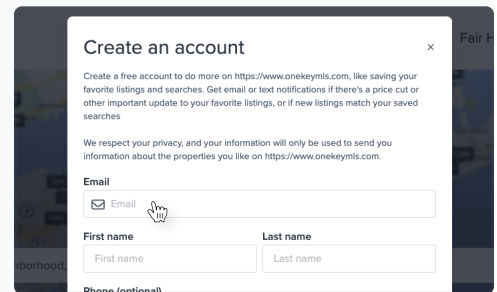 Fair H
Create an account
×
Create a free account to do more on https://www.onekeymls.com, like saving your
favorite listings and searches. Get email or text notifications if there's a price cut or
other important update to your favorite listings, or if new listings match your saved
searches
We respect your privacy, and your information will only be used to send you
information about the properties you like on https://www.onekeymls.com.
Email
Email
First name Last name
First name Last name
nborhood,
Phone (optional)